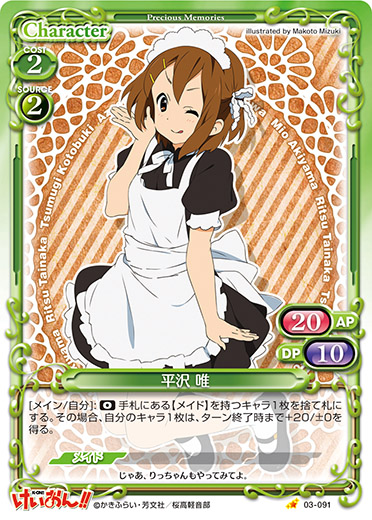 Precious Memories
Character
illustrated by Makoto Mizuki
COST
2
SOURCE
2
Ritsu Tainaka Tsumugi Kotobuki Az
Mio Akiyama Ritsu Tainaka Ts
20 AP
DP 10
平沢 唯
[メイン/自分]: 手札にある【メイド】を持つキャラ1枚を捨て札に
する。その場合、自分のキャラ1枚は、ターン終了時まで+20/±0を
得る。
メイド
じゃあ、りっちゃんもやってみてよ。
けいおん!!
©かきふらい・芳文社/桜高軽音部
03-091